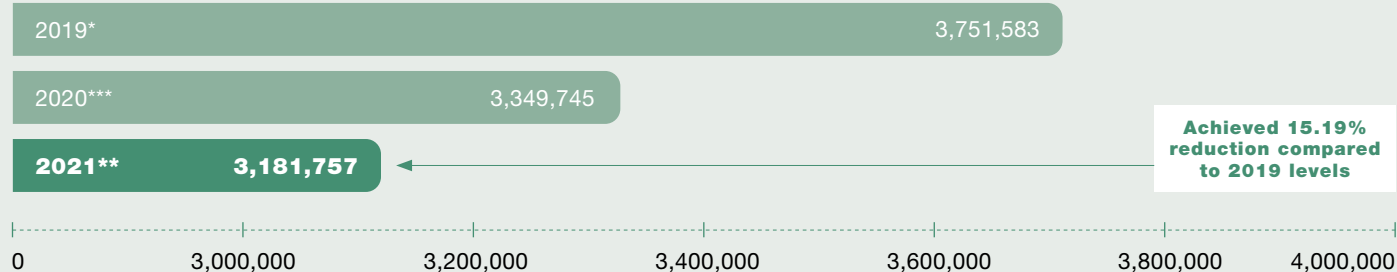 2019* 3,751,583
2020*** 3,349,745
2021** 3,181,757
Achieved 15.19%
reduction compared
to 2019 levels
0 3,000,000 3,200,000 3,400,000 3,600,000 3,800,000 4,000,000